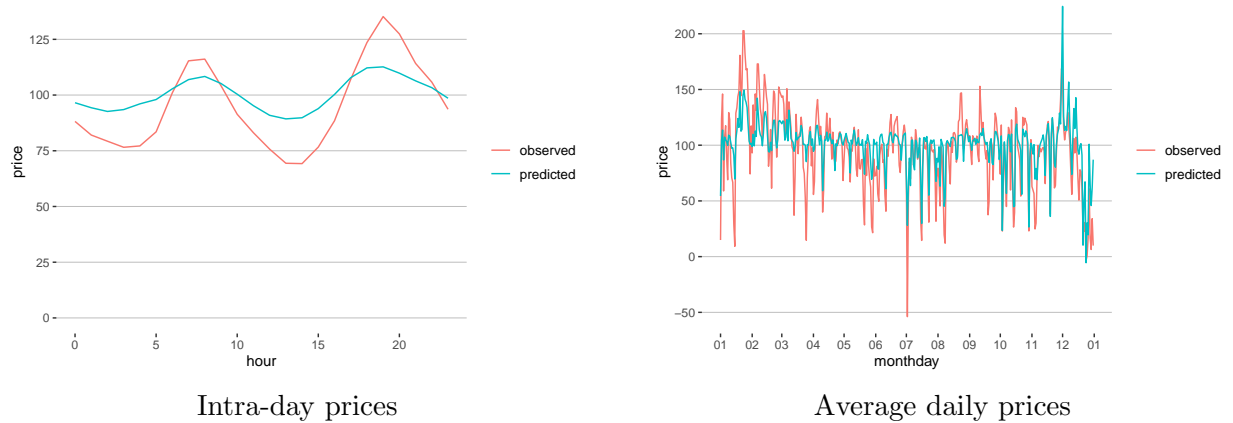 price
125
100
75
50
25
0
0 5 10 15 20
hour
observed
predicted
Intra-day prices
price
200
150
100
50
0
−50
01 02 03 04 05 06 07 08 09 10 11 12 01
monthday
observed
predicted
Average daily prices